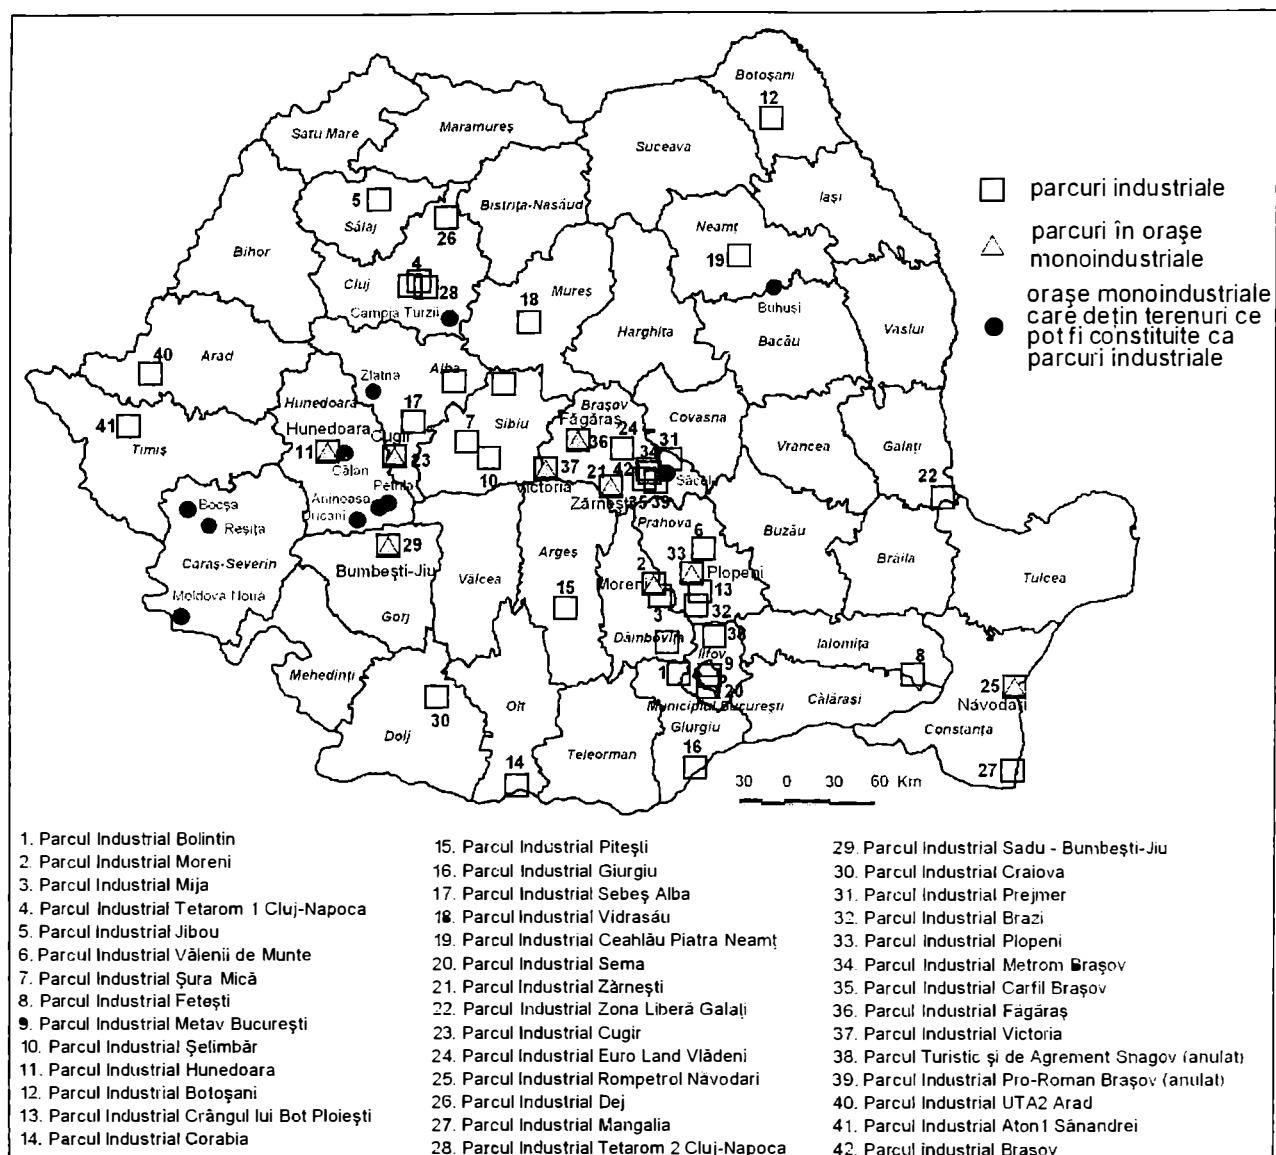 Botoşani
12
Satu Mare
Maramureş
Suceava
Iaşi
5
Sălaj
26
Bistriţa-Năsăud
Neamţ
19
Bihor
Cluj
4
28
Câmpia Turzii
Mureş
18
Harghita
Buhuşi
Bacău
Vaslui
40
Arad
Zlatna
Alba
Hunedoara
Hunedoara
11
Călan
17
Cugir
23
7
Sibiu
10
Braşov
Făgăraş
36
24
Covasna
31
34
42
37
Victoria
21
Zărneşti
35
39
Săcele
Vrancea
Galaţi
22
41
Timiş
Petrila
Aninoasa
Uricani
Bocşa
Reşiţa
Caraş-Severin
Moldova Nouă
29
Bumbeşti-Jiu
Gorj
Vâlcea
Argeş
15
Prahova
6
33
Plopeni
2
Moreni
3
13
32
Dâmboviţa
38
Ilfov
Buzău
Brăila
Tulcea
Mehedinţi
Dolj
30
Olt
14
Teleorman
1
9
20
Municipiul Bucureşti
Giurgiu
16
Ialomiţa
8
Călăraşi
25
Năvodari
Constanţa
27
30 0 30 60 Km
parcuri industriale
parcuri în oraşe
monoindustriale
oraşe monoindustriale
care deţin terenuri ce
pot fi constituite ca
parcuri industriale
1. Parcul Industrial Bolintin
2. Parcul Industrial Moreni
3. Parcul Industrial Mija
4. Parcul Industrial Tetarom 1 Cluj-Napoca
5. Parcul Industrial Jibou
6. Parcul Industrial Vălenii de Munte
7. Parcul Industrial Şura Mică
8. Parcul Industrial Feteşti
9. Parcul Industrial Metav Bucureşti
10. Parcul Industrial Şelimbăr
11. Parcul Industrial Hunedoara
12. Parcul Industrial Botoşani
13. Parcul Industrial Crângul lui Bot Ploieşti
14. Parcul Industrial Corabia
15. Parcul Industrial Piteşti
16. Parcul Industrial Giurgiu
17. Parcul Industrial Sebeş Alba
18. Parcul Industrial Vidrasău
19. Parcul Industrial Ceahlău Piatra Neamţ
20. Parcul Industrial Sema
21. Parcul Industrial Zărneşti
22. Parcul Industrial Zona Liberă Galaţi
23. Parcul Industrial Cugir
24. Parcul Industrial Euro Land Vlădeni
25. Parcul Industrial Rompetrol Năvodari
26. Parcul Industrial Dej
27. Parcul Industrial Mangalia
28. Parcul Industrial Tetarom 2 Cluj-Napoca
29. Parcul Industrial Sadu - Bumbeşti-Jiu
30. Parcul Industrial Craiova
31. Parcul Industrial Prejmer
32. Parcul Industrial Brazi
33. Parcul Industrial Plopeni
34. Parcul Industrial Metrom Braşov
35. Parcul Industrial Carfil Braşov
36. Parcul Industrial Făgăraş
37. Parcul Industrial Victoria
38. Parcul Turistic şi de Agrement Snagov (anulat)
39. Parcul Industrial Pro-Roman Braşov (anulat)
40. Parcul Industrial UTA2 Arad
41. Parcul Industrial Aton1 Sânandrei
42. Parcul industrial Braşov